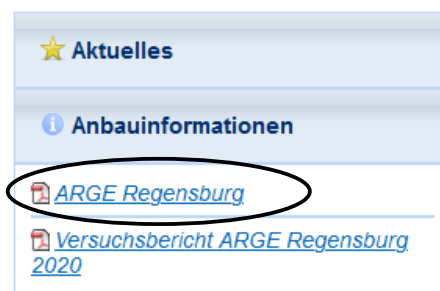 Aktuelles
Anbauinformationen
ARGE Regensburg
Versuchsbericht ARGE Regensburg
2020